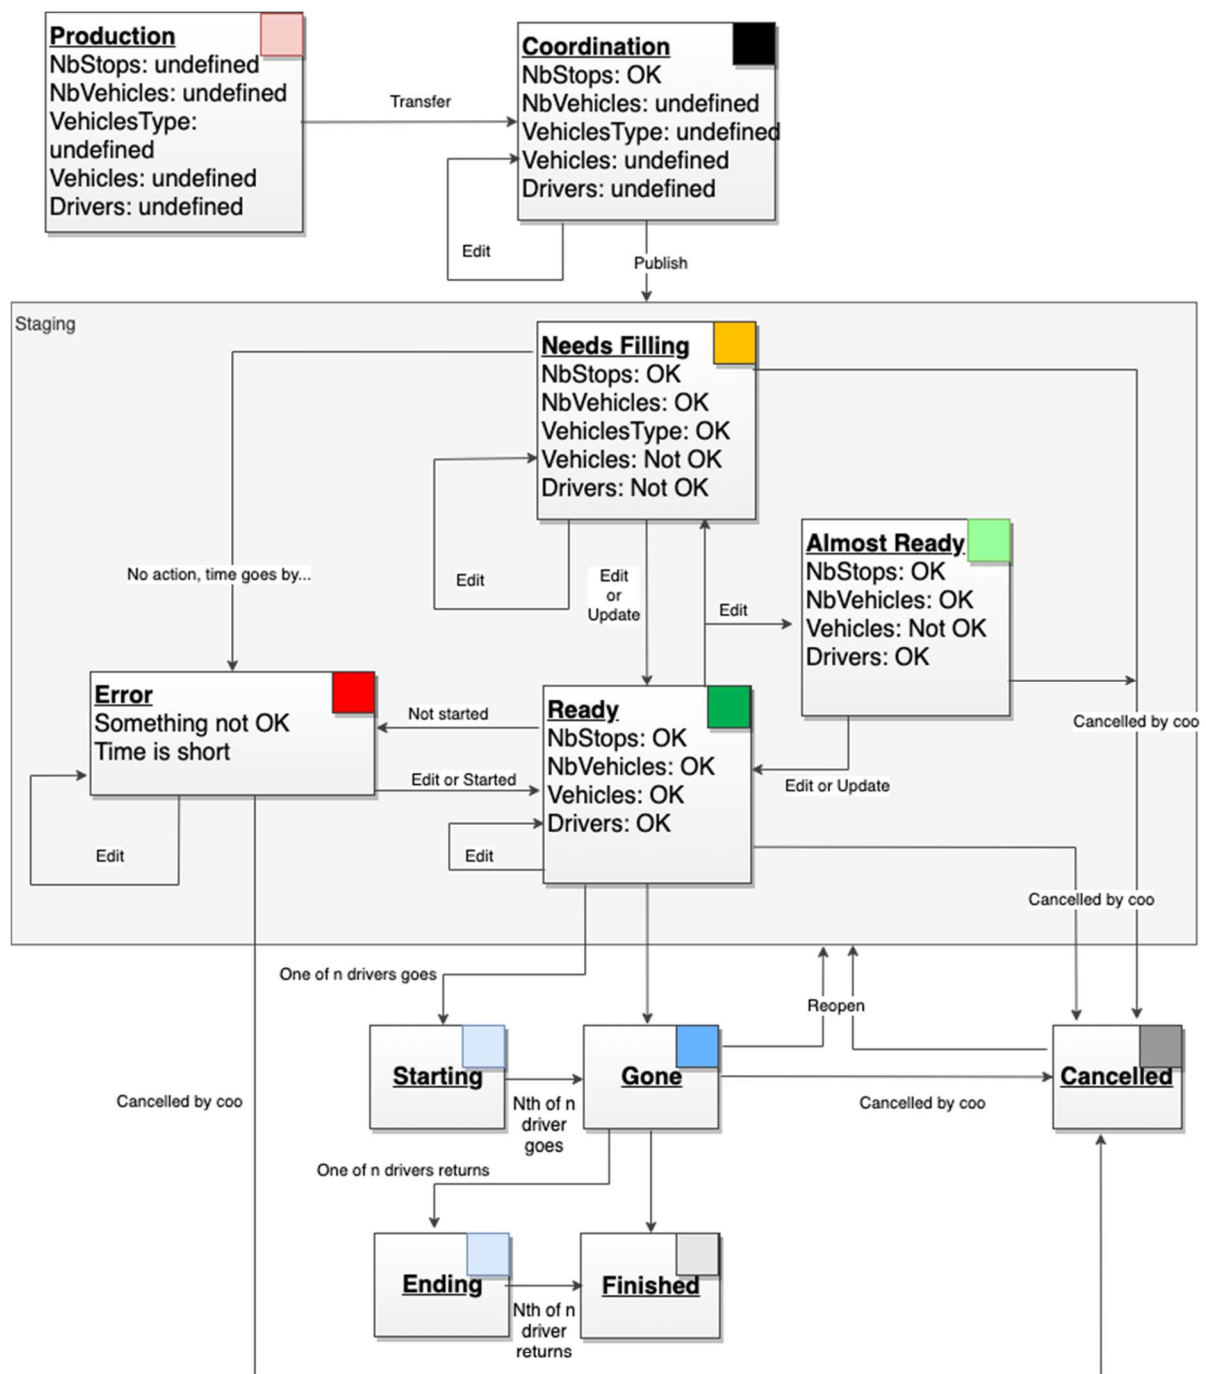 Production
NbStops: undefined
NbVehicles: undefined
VehiclesType:
undefined
Vehicles: undefined
Drivers: undefined
Transfer
Coordination
NbStops: OK
NbVehicles: undefined
VehiclesType: undefined
Vehicles: undefined
Drivers: undefined
Edit
Publish
Staging
Needs Filling
NbStops: OK
NbVehicles: OK
VehiclesType: OK
Vehicles: Not OK
Drivers: Not OK
No action, time goes by...
Edit
Edit
or
Update
Edit
Almost Ready
NbStops: OK
NbVehicles: OK
Vehicles: Not OK
Drivers: OK
Cancelled by coo
Error
Something not OK
Time is short
Not started
Edit or Started
Edit
Ready
NbStops: OK
NbVehicles: OK
Vehicles: OK
Drivers: OK
Edit
Edit or Update
Cancelled by coo
One of n drivers goes
Reopen
Starting
Nth of n
driver
goes
Gone
Cancelled by coo
Cancelled
Cancelled by coo
One of n drivers returns
Ending
Nth of n
driver
returns
Finished